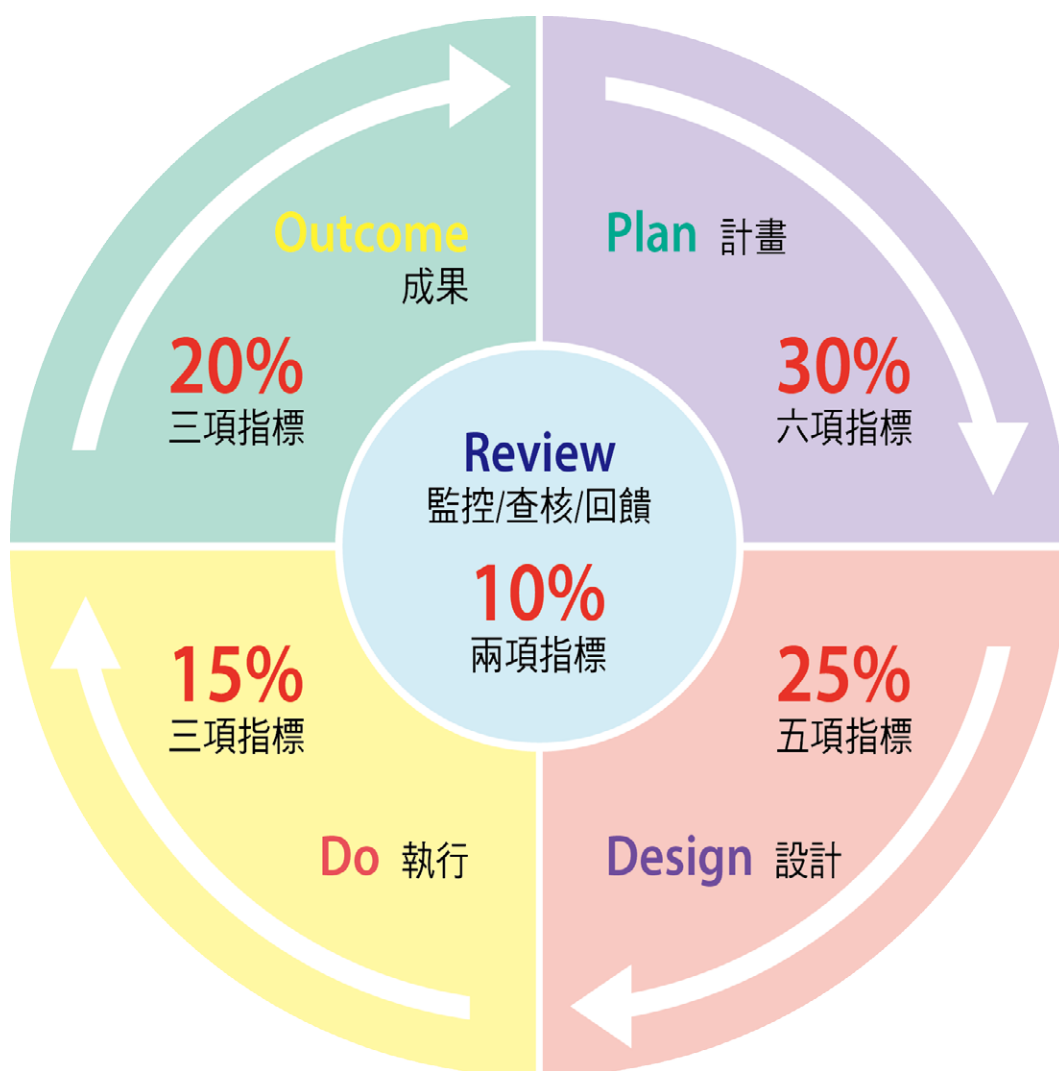 Outcome
成果
20%
三項指標
Plan 計畫
30%
六項指標
Review
監控/查核/回饋
10%
兩項指標
15%
三項指標
Do 執行
25%
五項指標
Design 設計